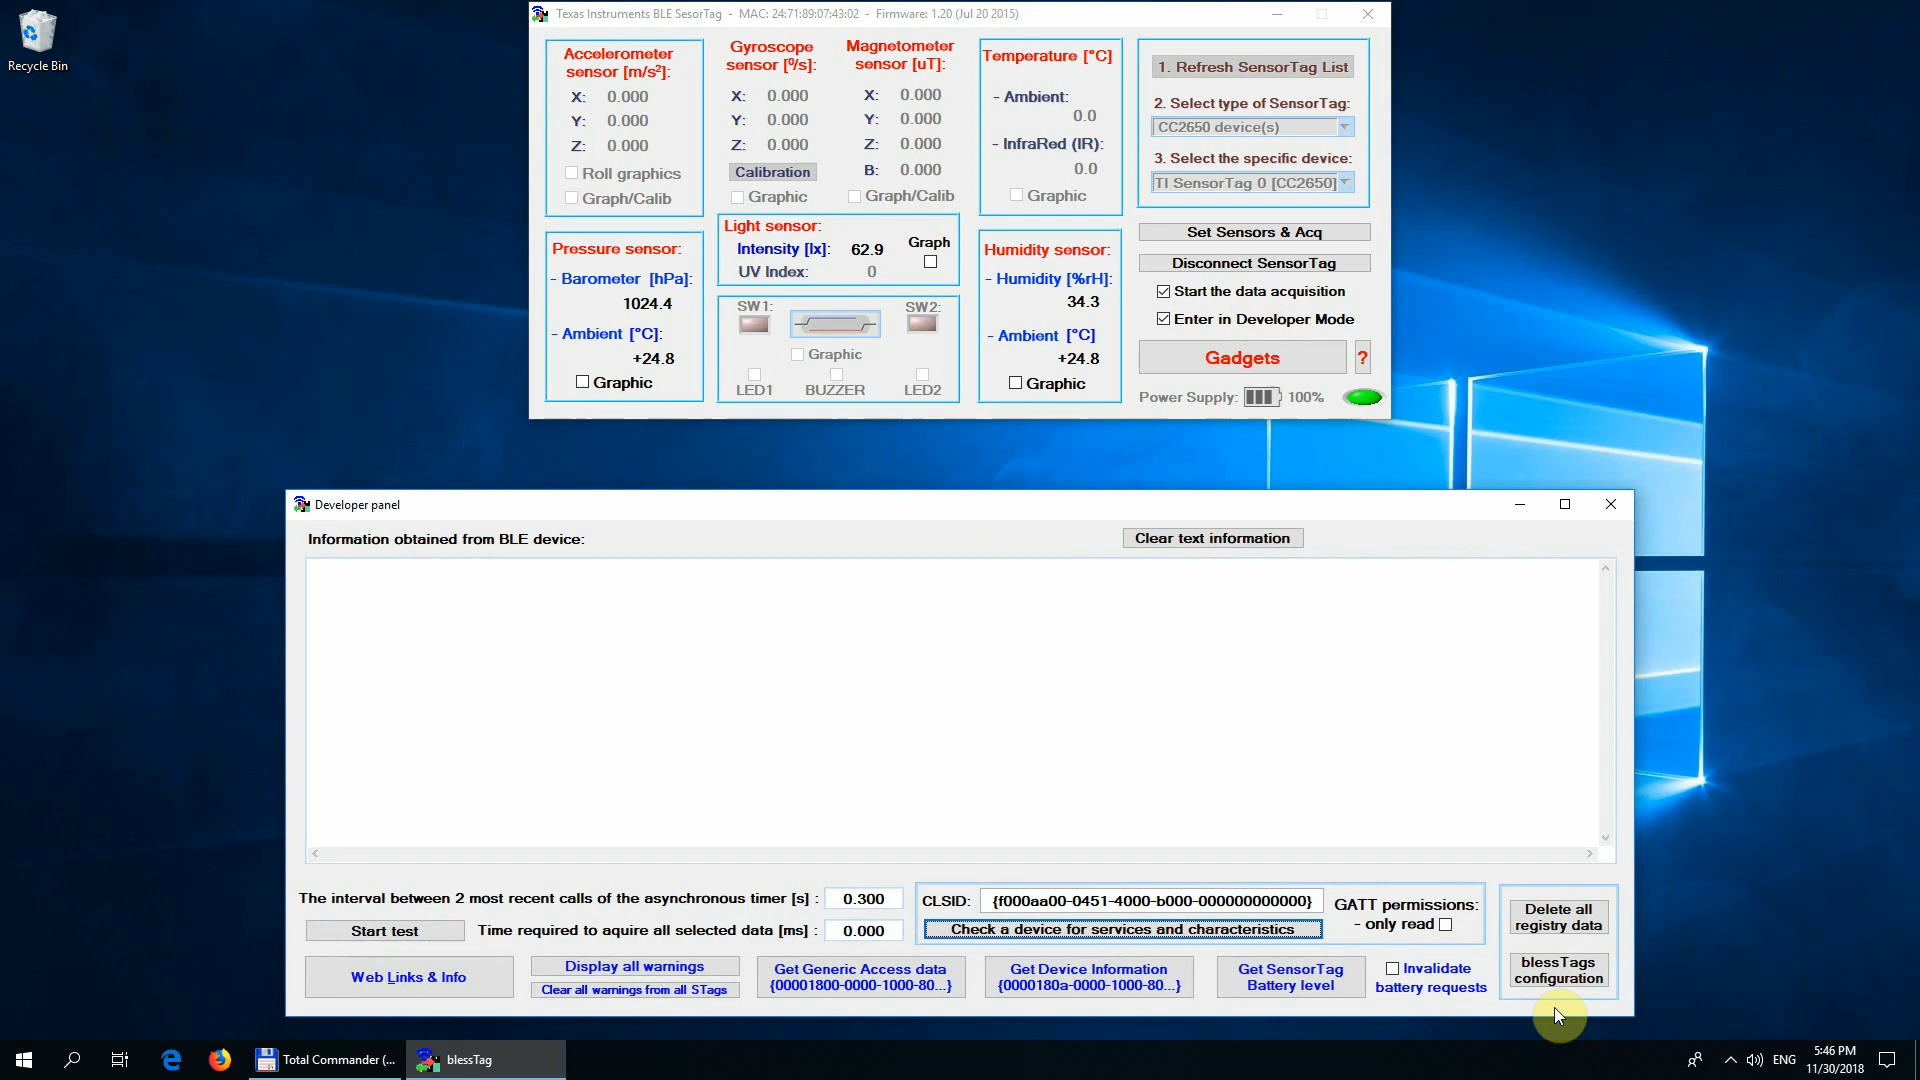 Recycle Bin
Texas Instruments BLE SesorTag - MAC: 24:71:89:07:43:02 - Firmware: 1.20 (Jul 20 2015)
Accelerometer
sensor [m/s²]:
X: 0.000
Y: 0.000
Z: 0.000
Roll graphics
Graph/Calib
Gyroscope
sensor [⁰/s]:
X: 0.000
Y: 0.000
Z: 0.000
Calibration
Graphic
Magnetometer
sensor [uT]:
X: 0.000
Y: 0.000
Z: 0.000
B: 0.000
Graph/Calib
Temperature [°C]
- Ambient:
0.0
- InfraRed (IR):
0.0
Graphic
1. Refresh SensorTag List
2. Select type of SensorTag:
CC2650 device(s)
3. Select the specific device:
TI SensorTag 0 [CC2650]
Pressure sensor:
- Barometer [hPa]:
1024.4
- Ambient [°C]:
+24.8
Graphic
Light sensor:
Intensity [lx]: 62.9
UV Index: 0
Graph
SW1:
SW2:
Graphic
LED1
BUZZER
LED2
Humidity sensor:
- Humidity [%rH]:
34.3
- Ambient [°C]
+24.8
Graphic
Set Sensors & Acq
Disconnect SensorTag
Start the data acquisition
Enter in Developer Mode
Gadgets
?
Power Supply: 100%
Developer panel
Information obtained from BLE device:
Clear text information
The interval between 2 most recent calls of the asynchronous timer [s] : 0.300
Start test
Time required to aquire all selected data [ms] : 0.000
CLSID: {f000aa00-0451-4000-b000-000000000000}
Check a device for services and characteristics
GATT permissions:
- only read
Delete all
registry data
blessTags
configuration
Web Links & Info
Display all warnings
Clear all warnings from all STags
Get Generic Access data
{00001800-0000-1000-80...}
Get Device Information
{0000180a-0000-1000-80...}
Get SensorTag
Battery level
Invalidate
battery requests
Total Commander (...
blessTag
ENG
5:46 PM
11/30/2018